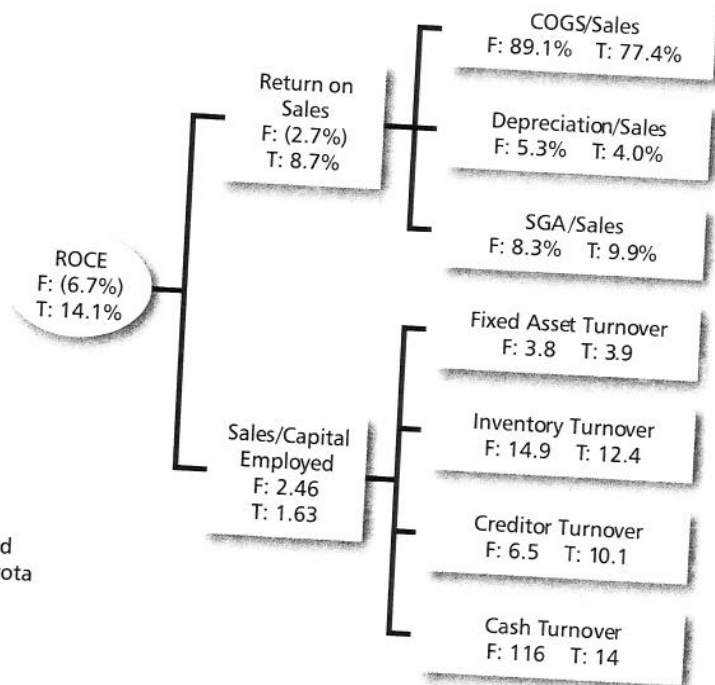 COGS/Sales
F: 89.1% T: 77.4%
Return on
Sales
F: (2.7%)
T: 8.7%
Depreciation/Sales
F: 5.3% T: 4.0%
SGA/Sales
F: 8.3% T: 9.9%
ROCE
F: (6.7%)
T: 14.1%
Fixed Asset Turnover
F: 3.8 T: 3.9
Sales/Capital
Employed
F: 2.46
T: 1.63
Inventory Turnover
F: 14.9 T: 12.4
Creditor Turnover
F: 6.5 T: 10.1
Cash Turnover
F: 116 T: 14